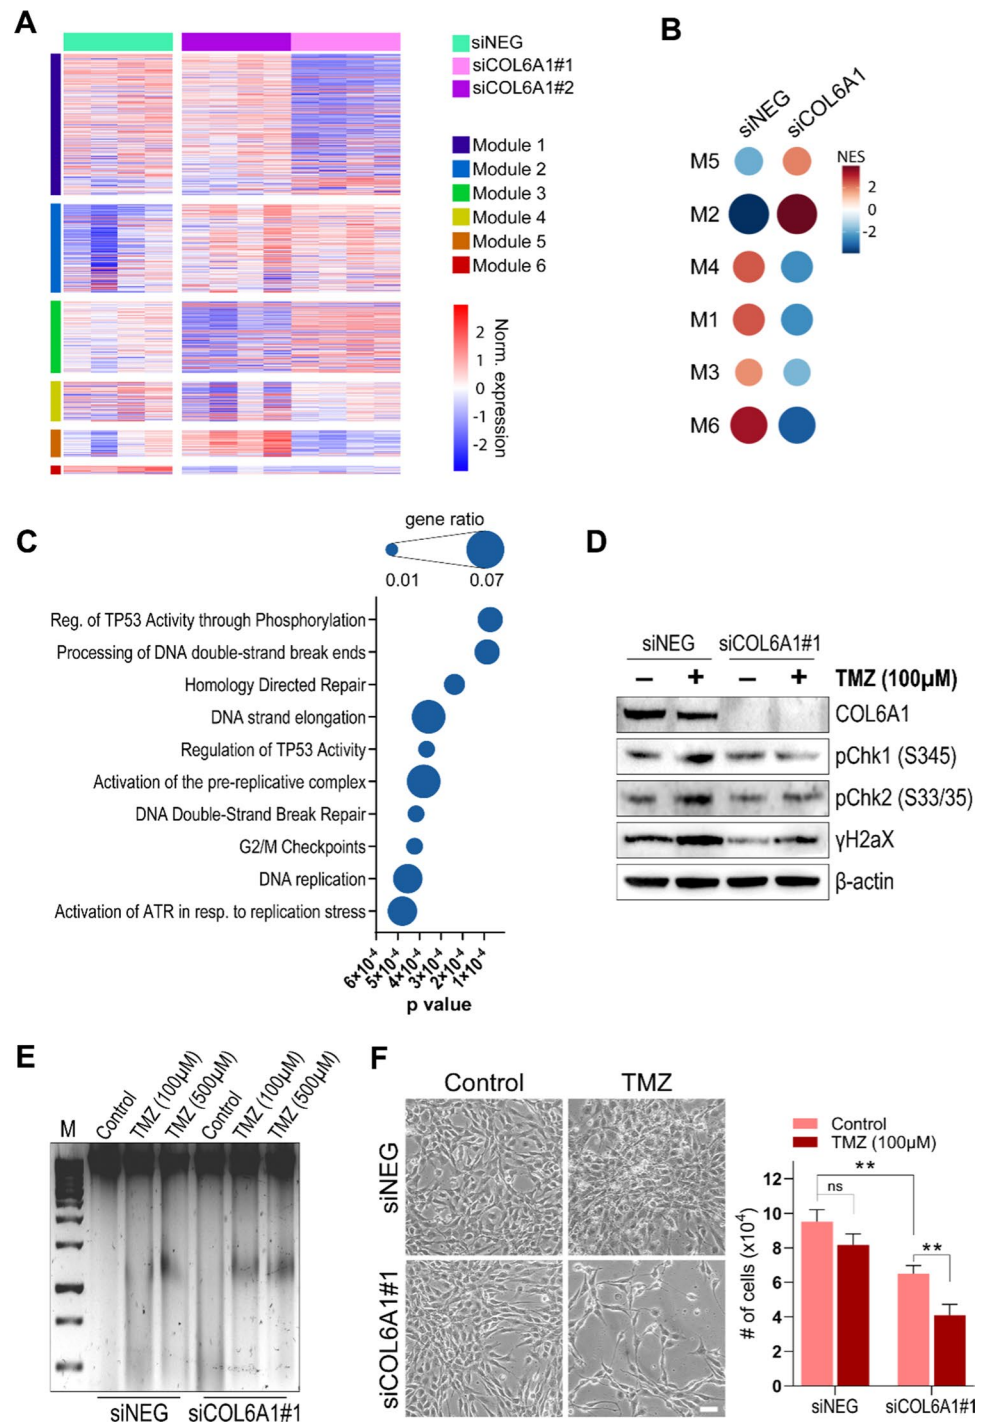 A
siNEG
siCOL6A1#1
siCOL6A1#2
Module 1
Module 2
Module 3
Module 4
Module 5
Module 6
2
1
0
-1
-2
Norm. expression
B
siNEG
siCOL6A1
M5
M2
M4
M1
M3
M6
NES
2
0
-2
C
gene ratio
0.01
0.07
Reg. of TP53 Activity through Phosphorylation
Processing of DNA double-strand break ends
Homology Directed Repair
DNA strand elongation
Regulation of TP53 Activity
Activation of the pre-replicative complex
DNA Double-Strand Break Repair
G2/M Checkpoints
DNA replication
Activation of ATR in resp. to replication stress
6×10⁻⁴
5×10⁻⁴
4×10⁻⁴
3×10⁻⁴
2×10⁻⁴
1×10⁻⁴
p value
D
siNEG siCOL6A1#1
− + − + TMZ (100µM)
COL6A1
pChk1 (S345)
pChk2 (S33/35)
γH2aX
β-actin
E
M
Control
TMZ (100µM)
TMZ (500µM)
Control
TMZ (100µM)
TMZ (500µM)
siNEG siCOL6A1#1
F
Control TMZ
siNEG
siCOL6A1#1
Control
TMZ (100µM)
# of cells (x10⁴)
12
10
8
6
4
2
0
**
ns
**
siNEG siCOL6A1#1